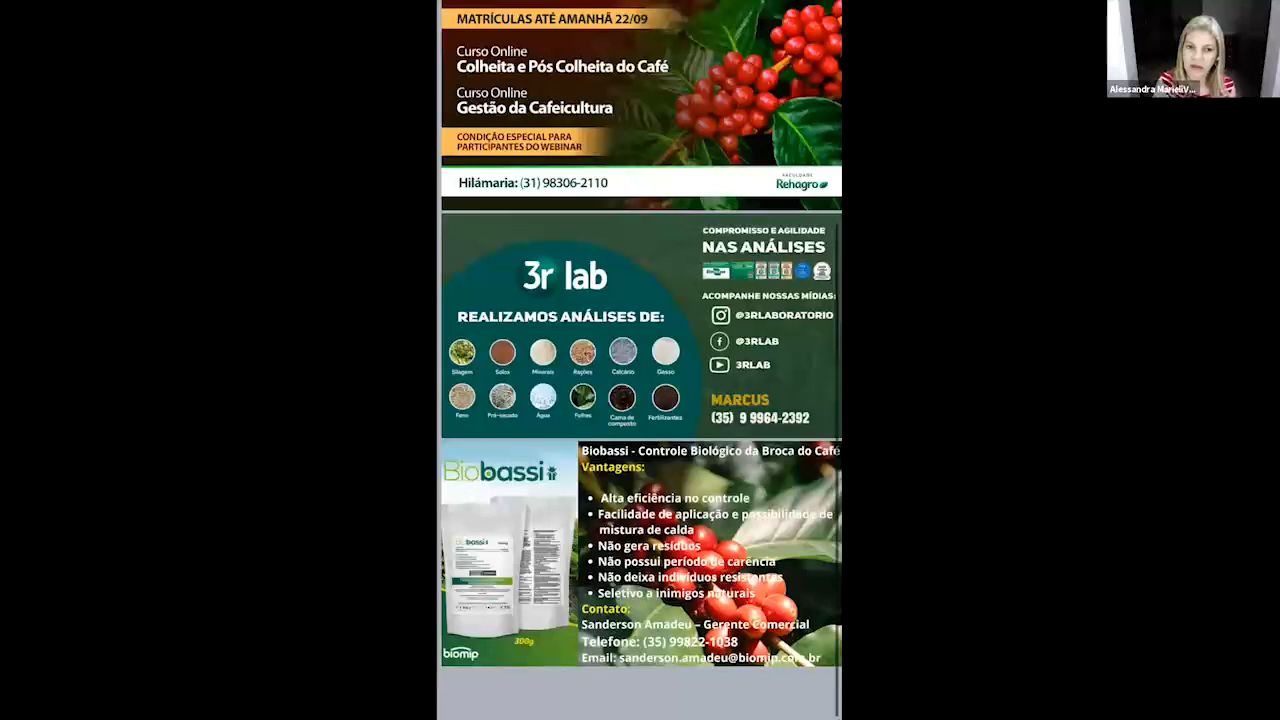 MATRÍCULAS ATÉ AMANHÃ 22/09
Curso Online
Colheita e Pós Colheita do Café
Curso Online
Gestão da Cafeicultura
CONDIÇÃO ESPECIAL PARA
PARTICIPANTES DO WEBINAR
Hilámaria: (31) 98306-2110
FACULDADE
Rehagro
Alessandra MarieliV...
3r lab
REALIZAMOS ANÁLISES DE:
Silagem Solos Minerais Rações Calcário Gesso
Feno Pré-secado Água Folhas Cama de composto Fertilizantes
COMPROMISSO E AGILIDADE
NAS ANÁLISES
ACOMPANHE NOSSAS MÍDIAS:
@3RLABORATORIO
@3RLAB
3RLAB
MARCUS
(35) 9 9964-2392
Biobassi
Biobassi
300g
biomip
Biobassi - Controle Biológico da Broca do Café
Vantagens:
• Alta eficiência no controle
• Facilidade de aplicação e possibilidade de
mistura de calda
• Não gera resíduos
• Não possui período de carência
• Não deixa indivíduos resistentes
• Seletivo a inimigos naturais
Contato:
Sanderson Amadeu – Gerente Comercial
Telefone: (35) 99822-1038
Email: sanderson.amadeu@biomip.com.br